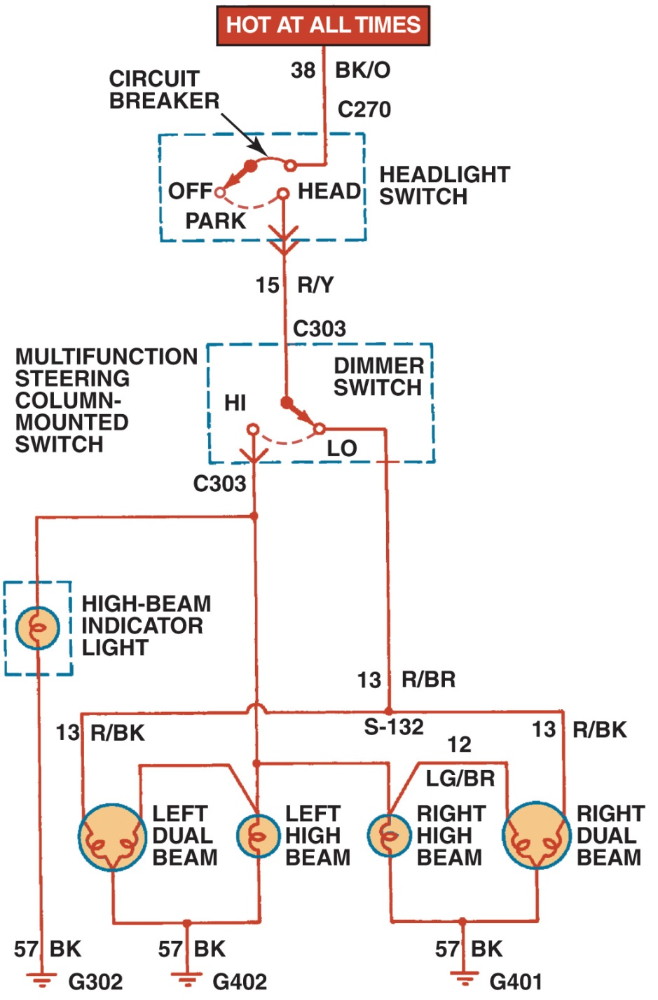 HOT AT ALL TIMES
38 BK/O
CIRCUIT
BREAKER
C270
HEADLIGHT
SWITCH
OFF
HEAD
PARK
15 R/Y
C303
MULTIFUNCTION
STEERING
COLUMN-
MOUNTED
SWITCH
DIMMER
SWITCH
HI
LO
C303
HIGH-BEAM
INDICATOR
LIGHT
13 R/BR
S-132
13 R/BK
13 R/BK
12
LG/BR
LEFT
DUAL
BEAM
LEFT
HIGH
BEAM
RIGHT
HIGH
BEAM
RIGHT
DUAL
BEAM
57 BK
57 BK
57 BK
G302
G402
G401